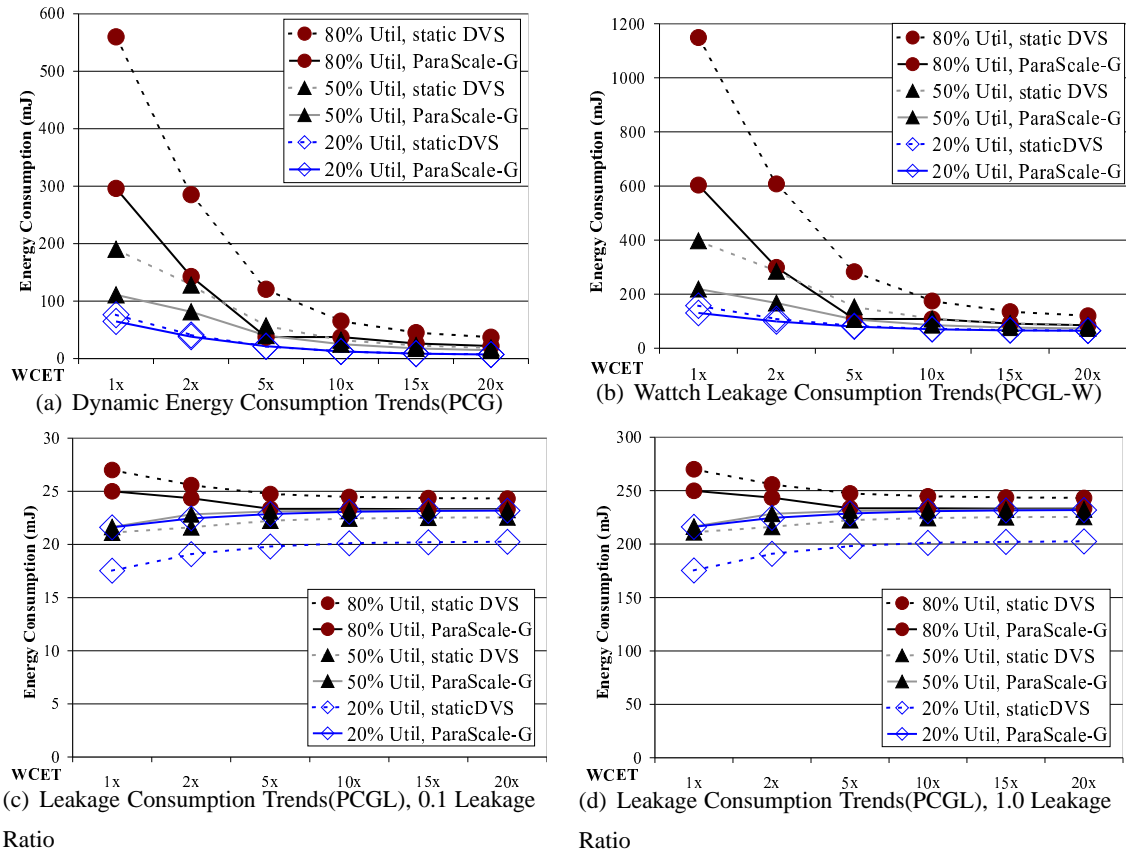 600
500
400
300
200
100
0
Energy Consumption (mJ)
80% Util, static DVS
80% Util, ParaScale-G
50% Util, static DVS
50% Util, ParaScale-G
20% Util, staticDVS
20% Util, ParaScale-G
WCET
1x 2x 5x 10x 15x 20x
(a) Dynamic Energy Consumption Trends(PCG)
1200
1000
800
600
400
200
0
Energy Consumption (mJ)
80% Util, static DVS
80% Util, ParaScale-G
50% Util, static DVS
50% Util, ParaScale-G
20% Util, staticDVS
20% Util, ParaScale-G
WCET
1x 2x 5x 10x 15x 20x
(b) Wattch Leakage Consumption Trends(PCGL-W)
30
25
20
15
10
5
0
Energy Consumption (mJ)
80% Util, static DVS
80% Util, ParaScale-G
50% Util, static DVS
50% Util, ParaScale-G
20% Util, staticDVS
20% Util, ParaScale-G
WCET
1x 2x 5x 10x 15x 20x
(c) Leakage Consumption Trends(PCGL), 0.1 Leakage
Ratio
300
250
200
150
100
50
0
Energy Consumption (mJ)
80% Util, static DVS
80% Util, ParaScale-G
50% Util, static DVS
50% Util, ParaScale-G
20% Util, staticDVS
20% Util, ParaScale-G
WCET
1x 2x 5x 10x 15x 20x
(d) Leakage Consumption Trends(PCGL), 1.0 Leakage
Ratio